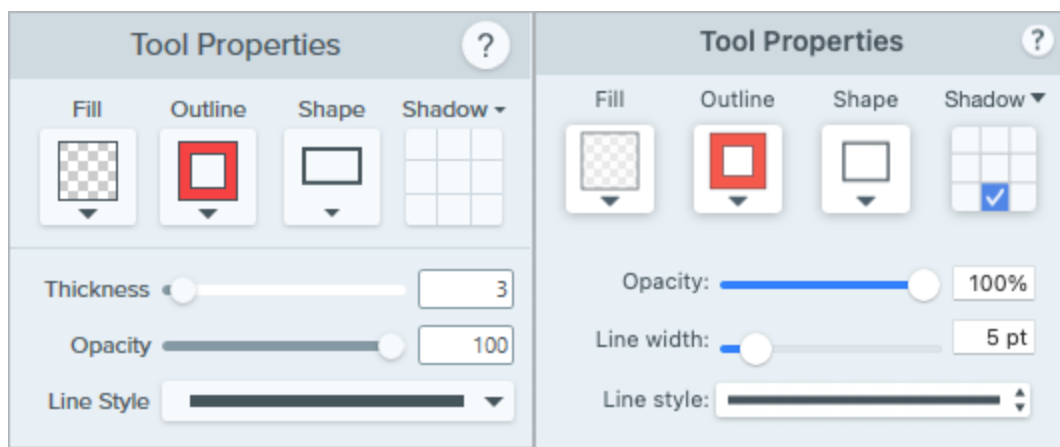 Tool Properties ?
Fill Outline Shape Shadow
Thickness 3
Opacity 100
Line Style
Tool Properties ?
Fill Outline Shape Shadow
Opacity: 100%
Line width: 5 pt
Line style: